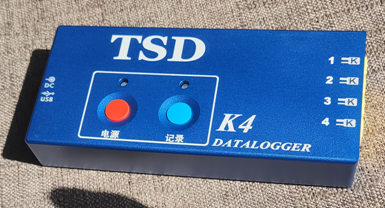 TSD
DC
USB
电源
记录
1 K
2 K
3 K
4 K
K4
DATALOGGER